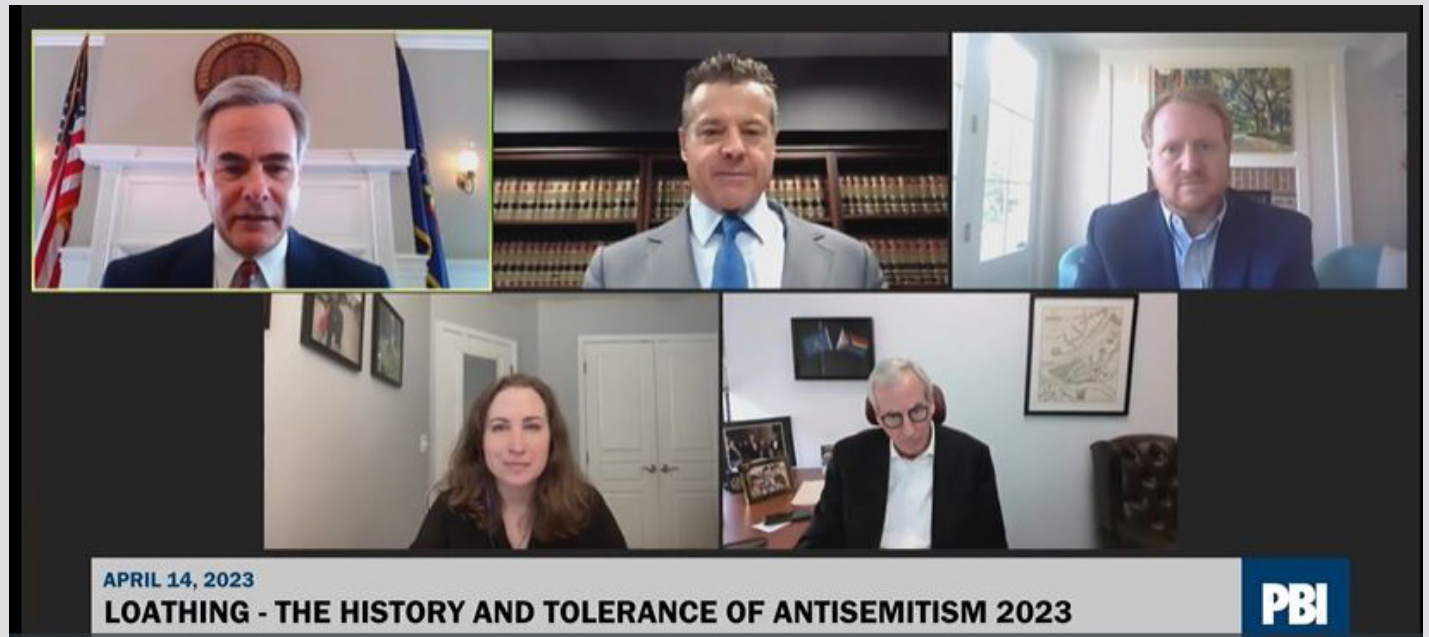 APRIL 14, 2023
LOATHING - THE HISTORY AND TOLERANCE OF ANTISEMITISM 2023
PBI